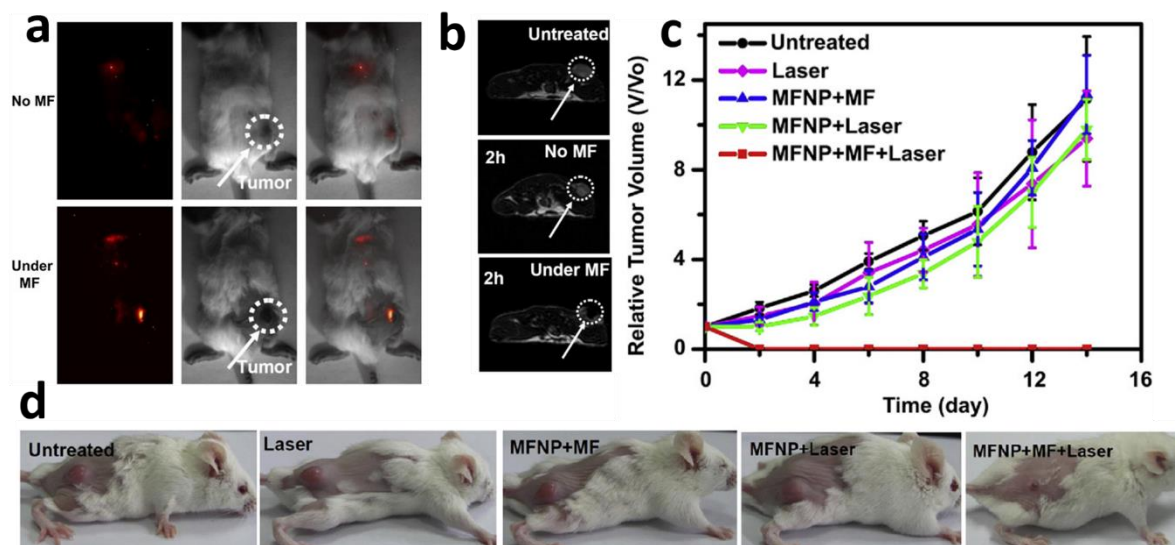 a
No MF
Tumor
Under
MF
Tumor
b
Untreated
2h
No MF
2h
Under MF
c
Untreated
Laser
MFNP+MF
MFNP+Laser
MFNP+MF+Laser
Relative Tumor Volume (V/Vo)
12
8
4
0
0
4
8
12
16
Time (day)
d
Untreated
Laser
MFNP+MF
MFNP+Laser
MFNP+MF+Laser